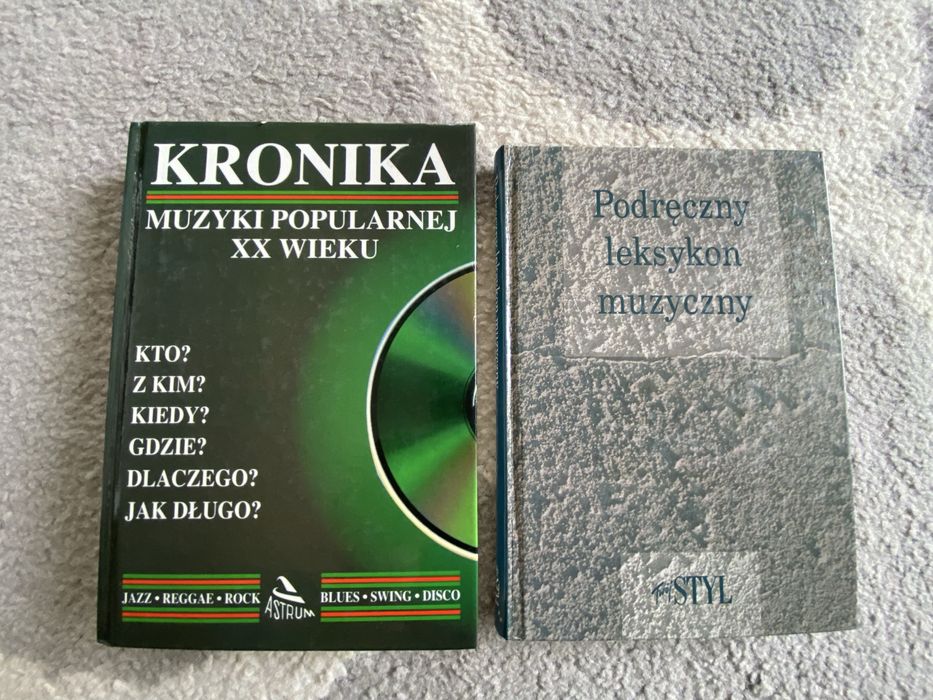 KRONIKA
MUZYKI POPULARNEJ
XX WIEKU
KTO?
Z KIM?
KIEDY?
GDZIE?
DLACZEGO?
JAK DŁUGO?
JAZZ • REGGAE • ROCK
ASTRUM
BLUES • SWING • DISCO
Podręczny
leksykon
muzyczny
STYL